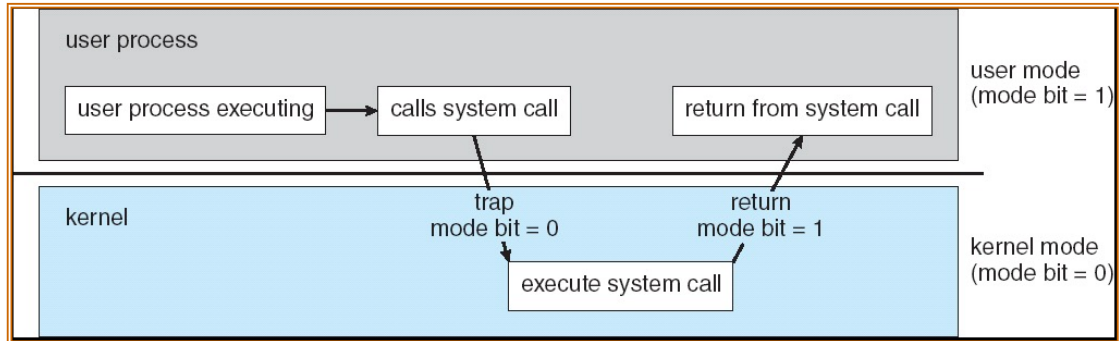 user process
user process executing
calls system call
return from system call
user mode
(mode bit = 1)
kernel
trap
mode bit = 0
return
mode bit = 1
execute system call
kernel mode
(mode bit = 0)